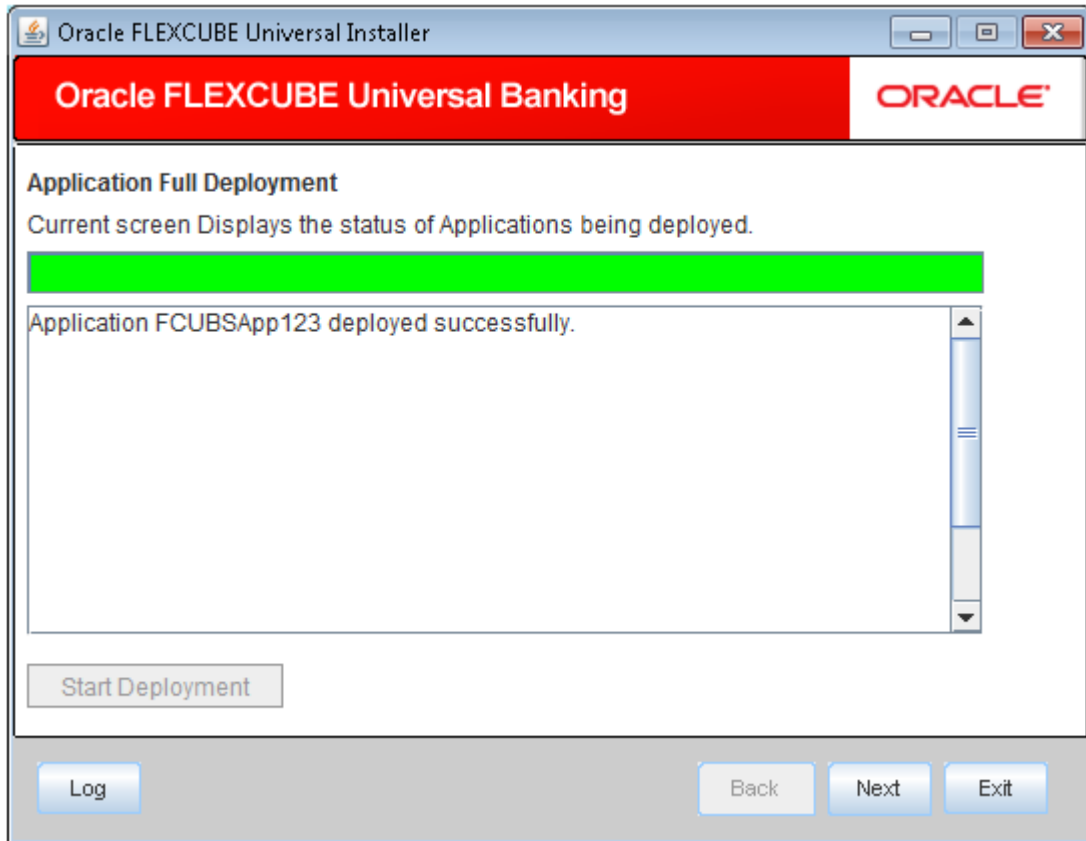 Oracle FLEXCUBE Universal Installer
Oracle FLEXCUBE Universal Banking
ORACLE
Application Full Deployment
Current screen Displays the status of Applications being deployed.
Application FCUBSApp123 deployed successfully.
Start Deployment
Log
Back
Next
Exit